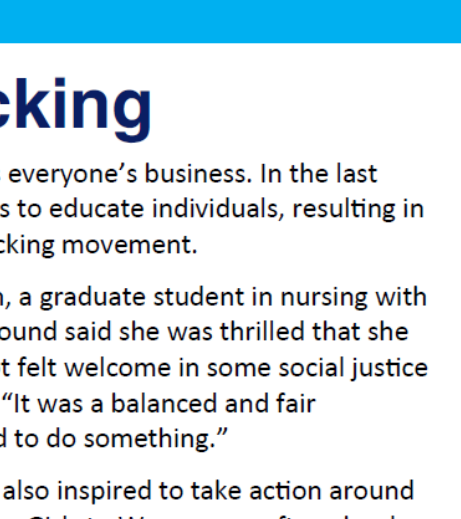 cking
everyone’s business. In the last
s to educate individuals, resulting in
cking movement.
, a graduate student in nursing with
ound said she was thrilled that she
t felt welcome in some social justice
“It was a balanced and fair
d to do something.”
also inspired to take action around